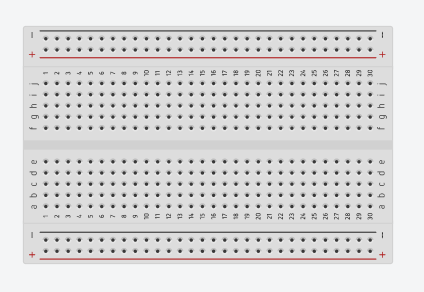 − −
+ +
1 2 3 4 5 6 7 8 9 10 11 12 13 14 15 16 17 18 19 20 21 22 23 24 25 26 27 28 29 30
j j
i i
h h
g g
f f
e e
d d
c c
b b
a a
1 2 3 4 5 6 7 8 9 10 11 12 13 14 15 16 17 18 19 20 21 22 23 24 25 26 27 28 29 30
− −
+ +